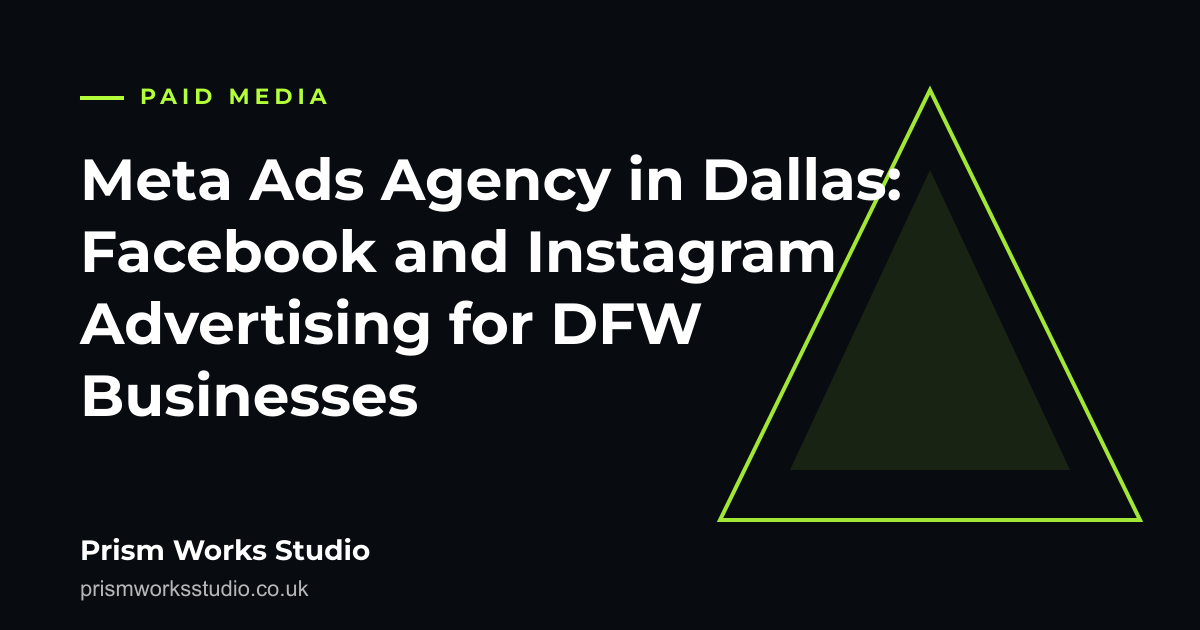 PAID MEDIA
Meta Ads Agency in Dallas:
Facebook and Instagram
Advertising for DFW
Businesses
Prism Works Studio
prismworksstudio.co.uk